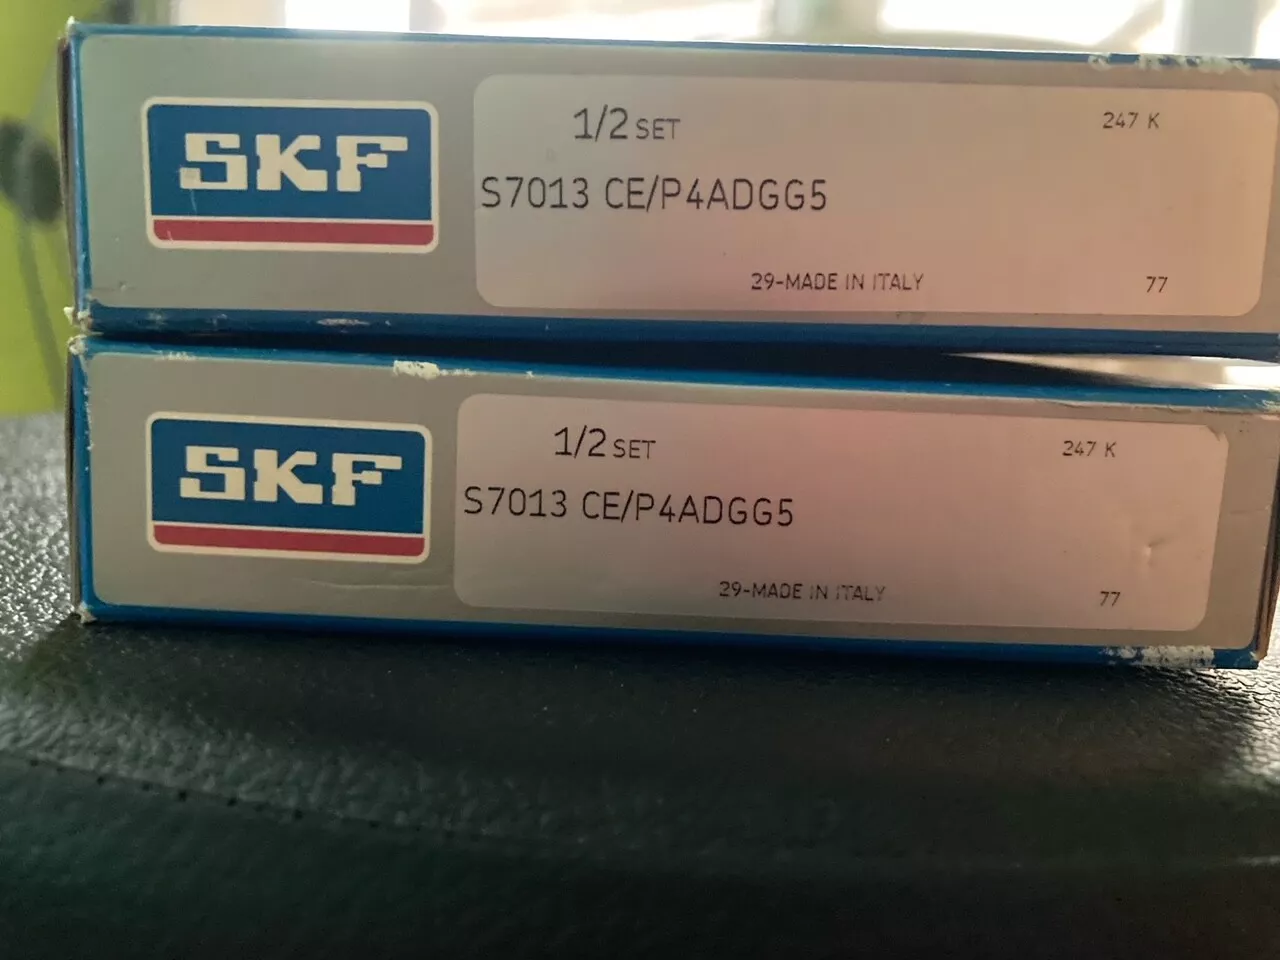 SKF
1/2 SET 247 K
S7013 CE/P4ADGG5
29-MADE IN ITALY 77
SKF
1/2 SET 247 K
S7013 CE/P4ADGG5
29-MADE IN ITALY 77